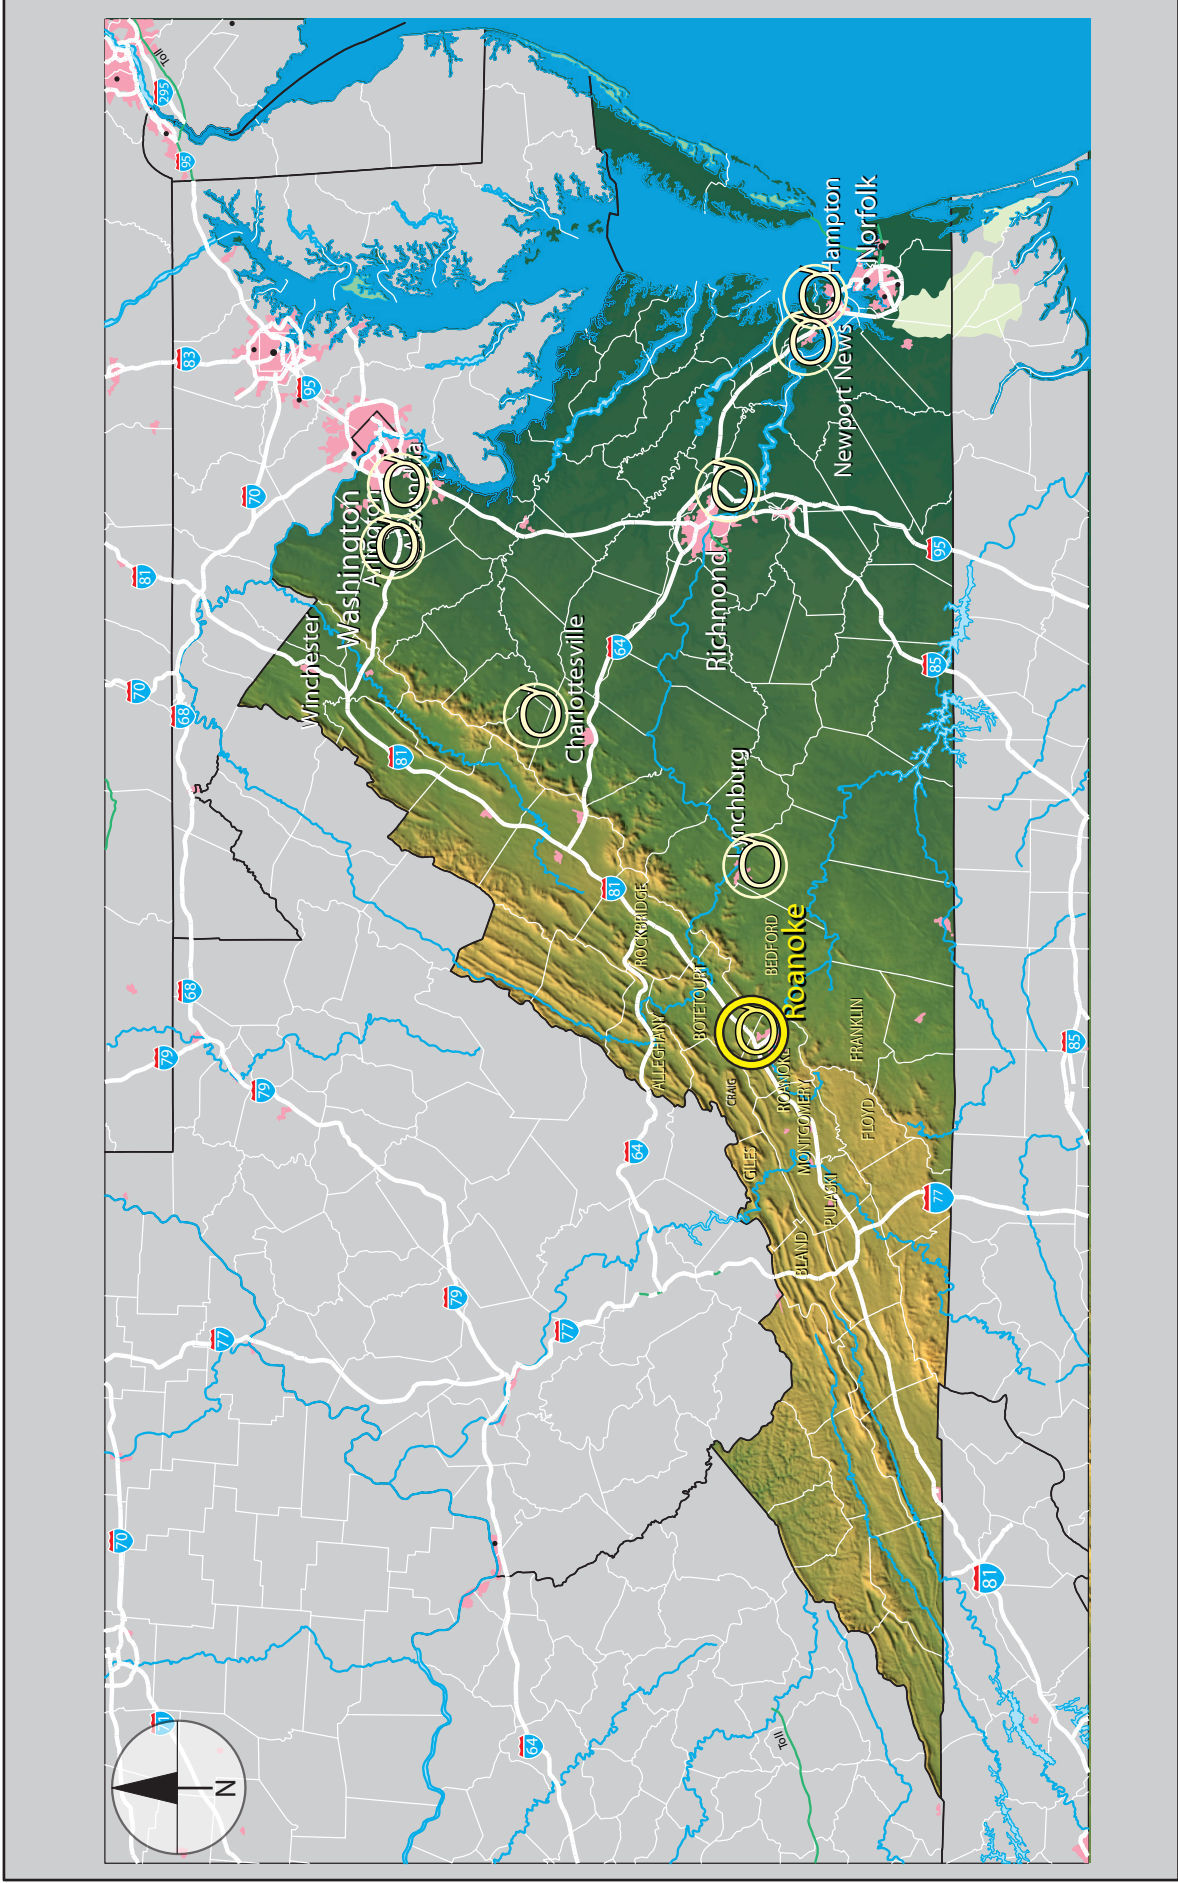 Toll
295
95
83
95
70
81
70
68
81
68
79
79
77
79
77
70
71
64
64
64
81
95
85
85
77
81
Toll
N
Winchester
Washington
Arlington
Charlottesville
Richmond
Newport News
Hampton
Norfolk
Lynchburg
Roanoke
ROCKBRIDGE
ALLEGHANY
BOTETOURT
BEDFORD
CRAIG
ROANOKE
FRANKLIN
MONTGOMERY
FLOYD
GILES
PULASKI
BLAND